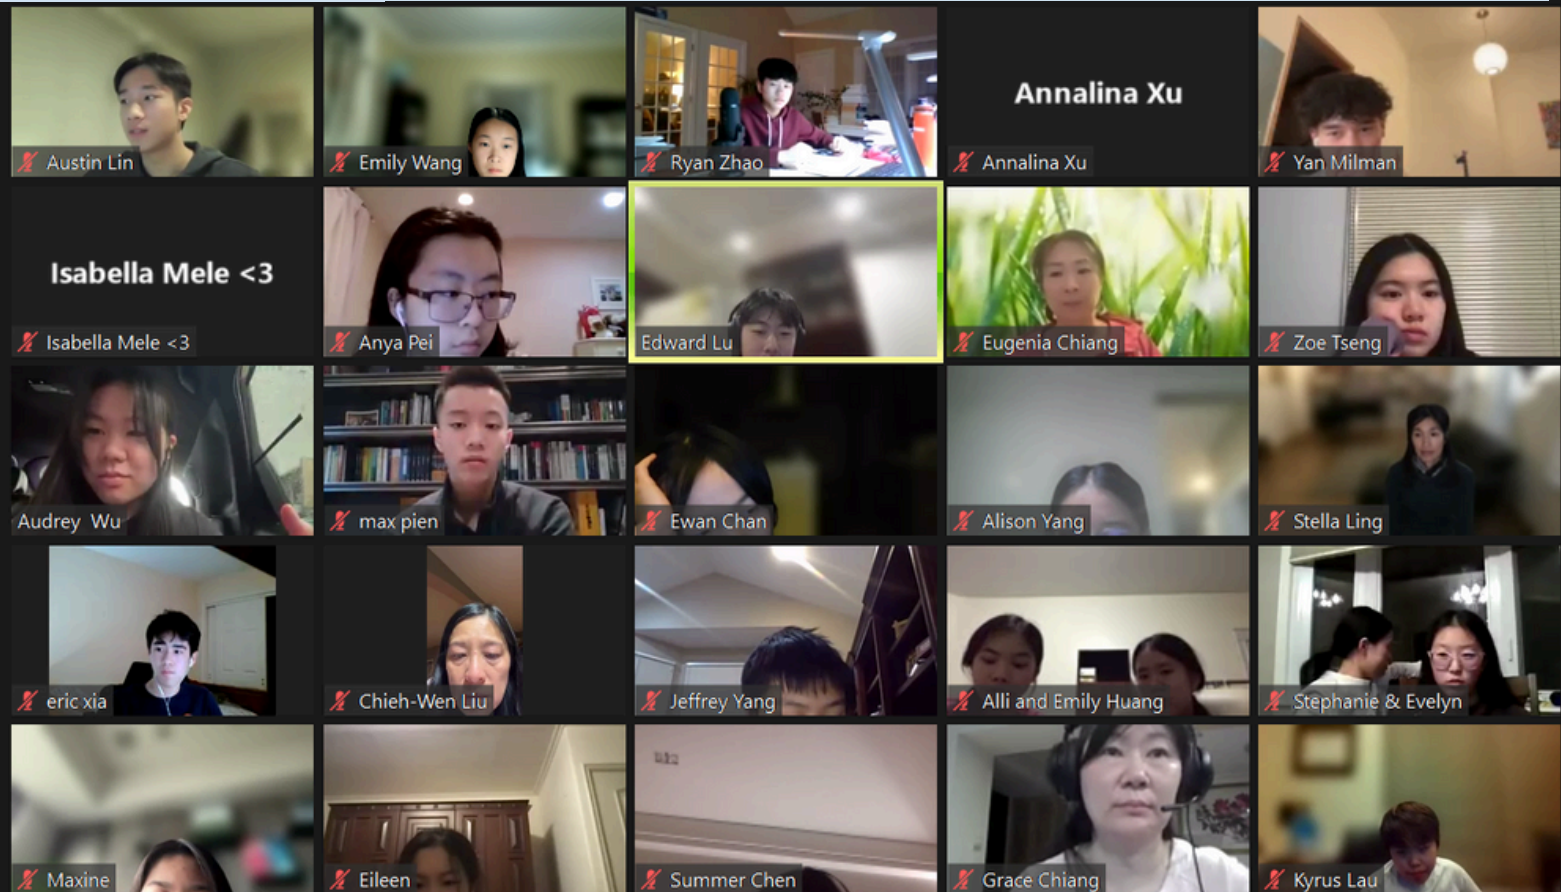 Austin Lin
Emily Wang
Ryan Zhao
Annalina Xu
Annalina Xu
Yan Milman
Isabella Mele <3
Isabella Mele <3
Anya Pei
Edward Lu
Eugenia Chiang
Zoe Tseng
Audrey Wu
max pien
Ewan Chan
Alison Yang
Stella Ling
eric xia
Chieh-Wen Liu
Jeffrey Yang
Alli and Emily Huang
Stephanie & Evelyn
Maxine
Eileen
Summer Chen
Grace Chiang
Kyrus Lau